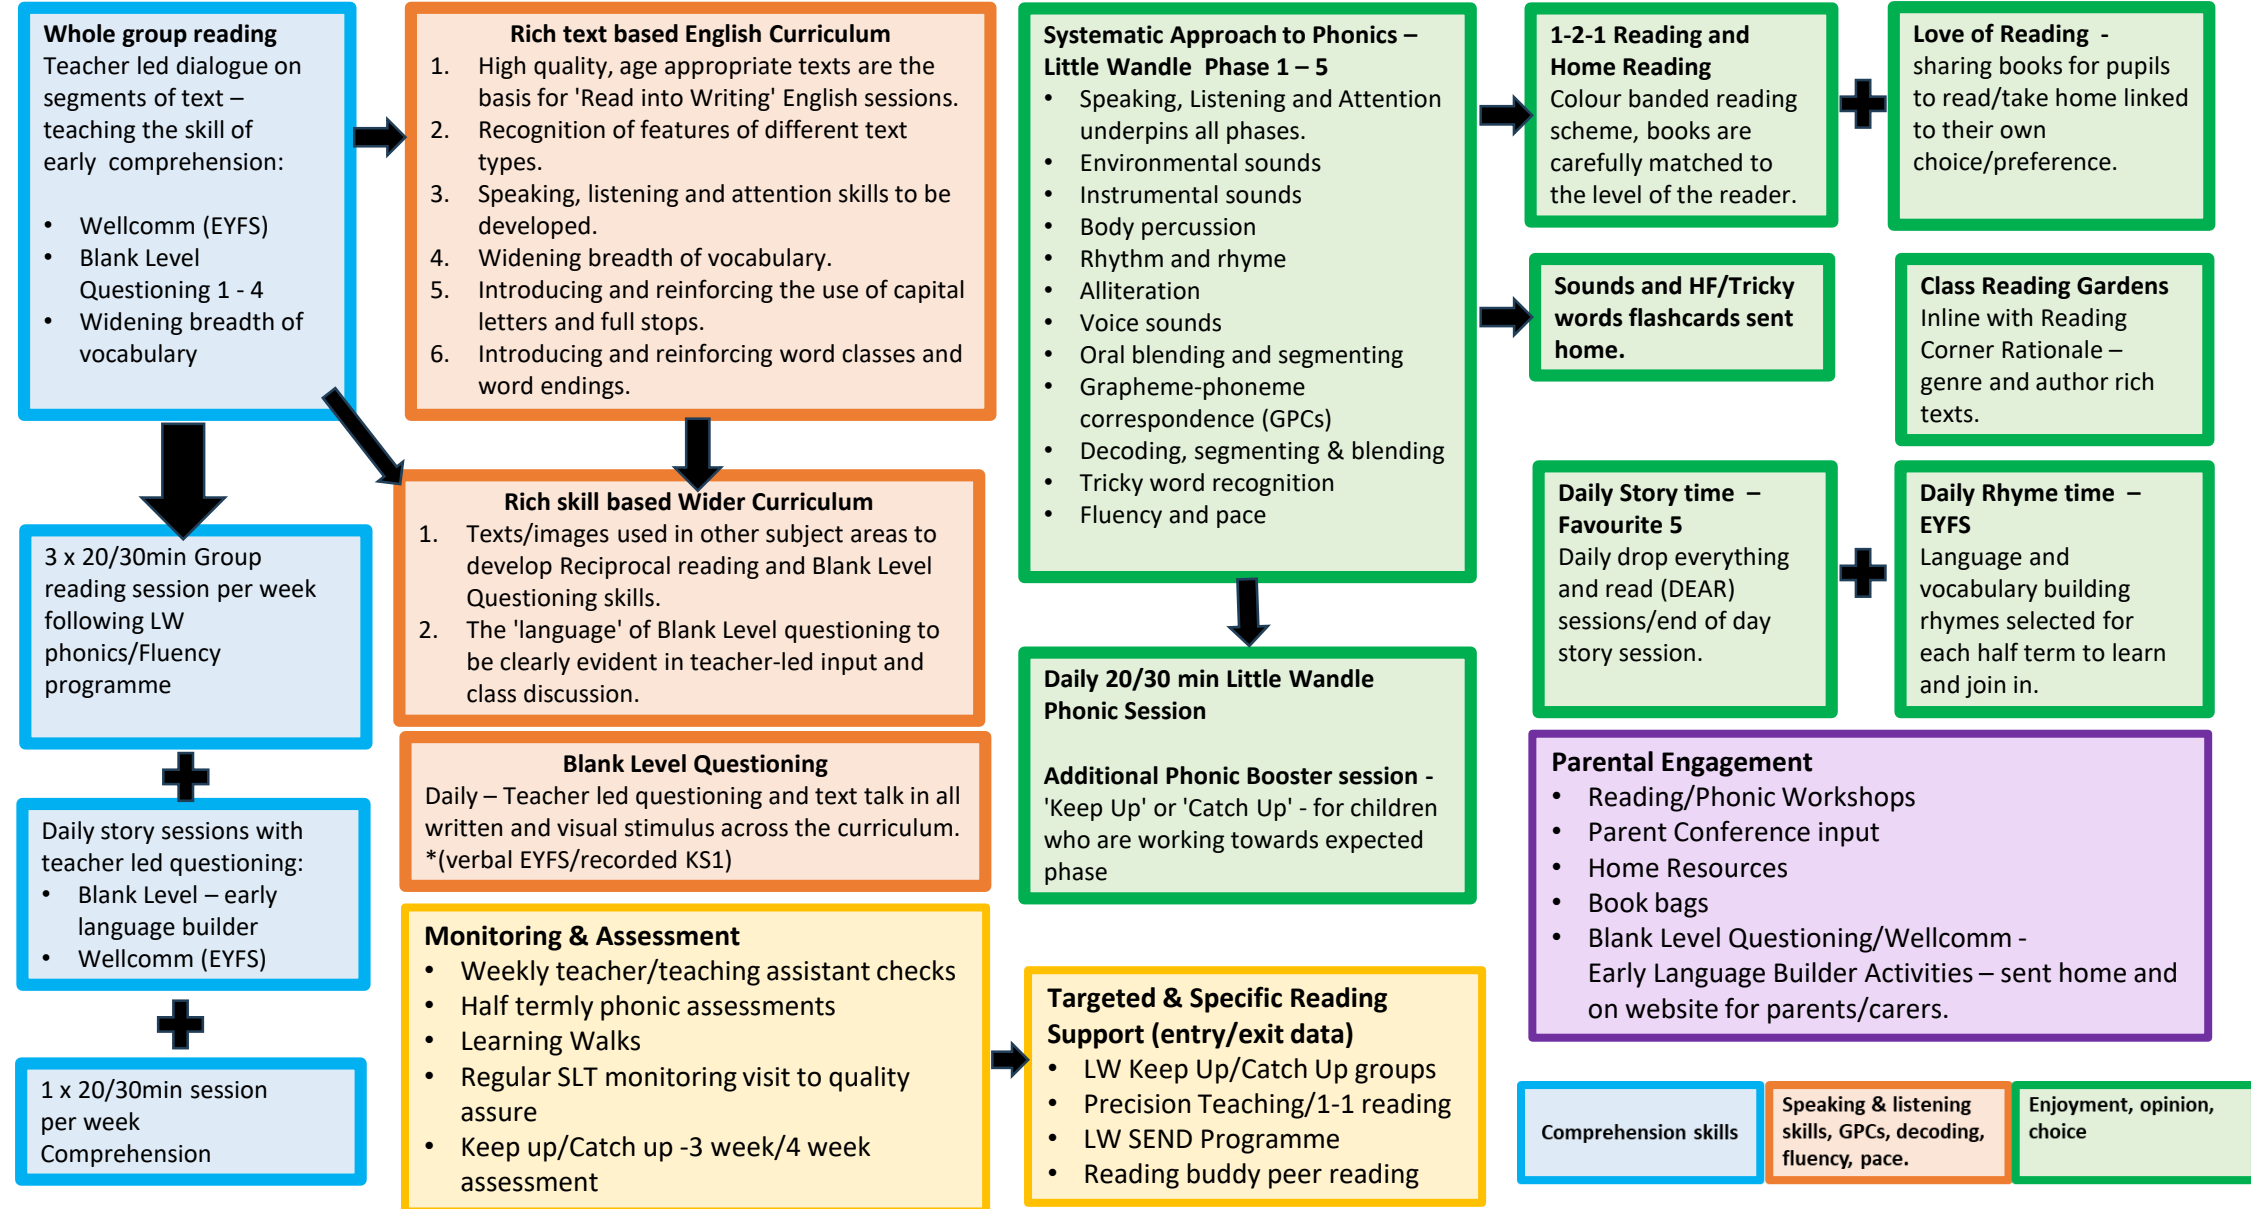 Whole group reading
Teacher led dialogue on
segments of text –
teaching the skill of
early comprehension:
• Wellcomm (EYFS)
• Blank Level
Questioning 1 - 4
• Widening breadth of
vocabulary
3 x 20/30min Group
reading session per week
following LW
phonics/Fluency
programme
Daily story sessions with
teacher led questioning:
• Blank Level – early
language builder
• Wellcomm (EYFS)
1 x 20/30min session
per week
Comprehension
Rich text based English Curriculum
1. High quality, age appropriate texts are the
basis for 'Read into Writing' English sessions.
2. Recognition of features of different text
types.
3. Speaking, listening and attention skills to be
developed.
4. Widening breadth of vocabulary.
5. Introducing and reinforcing the use of capital
letters and full stops.
6. Introducing and reinforcing word classes and
word endings.
Rich skill based Wider Curriculum
1. Texts/images used in other subject areas to
develop Reciprocal reading and Blank Level
Questioning skills.
2. The 'language' of Blank Level questioning to
be clearly evident in teacher-led input and
class discussion.
Blank Level Questioning
Daily – Teacher led questioning and text talk in all
written and visual stimulus across the curriculum.
*(verbal EYFS/recorded KS1)
Monitoring & Assessment
• Weekly teacher/teaching assistant checks
• Half termly phonic assessments
• Learning Walks
• Regular SLT monitoring visit to quality
assure
• Keep up/Catch up -3 week/4 week
assessment
Systematic Approach to Phonics –
Little Wandle Phase 1 – 5
• Speaking, Listening and Attention
underpins all phases.
• Environmental sounds
• Instrumental sounds
• Body percussion
• Rhythm and rhyme
• Alliteration
• Voice sounds
• Oral blending and segmenting
• Grapheme-phoneme
correspondence (GPCs)
• Decoding, segmenting & blending
• Tricky word recognition
• Fluency and pace
Daily 20/30 min Little Wandle
Phonic Session
Additional Phonic Booster session -
'Keep Up' or 'Catch Up' - for children
who are working towards expected
phase
Targeted & Specific Reading
Support (entry/exit data)
• LW Keep Up/Catch Up groups
• Precision Teaching/1-1 reading
• LW SEND Programme
• Reading buddy peer reading
1-2-1 Reading and
Home Reading
Colour banded reading
scheme, books are
carefully matched to
the level of the reader.
Love of Reading -
sharing books for pupils
to read/take home linked
to their own
choice/preference.
Sounds and HF/Tricky
words flashcards sent
home.
Class Reading Gardens
Inline with Reading
Corner Rationale –
genre and author rich
texts.
Daily Story time –
Favourite 5
Daily drop everything
and read (DEAR)
sessions/end of day
story session.
Daily Rhyme time –
EYFS
Language and
vocabulary building
rhymes selected for
each half term to learn
and join in.
Parental Engagement
• Reading/Phonic Workshops
• Parent Conference input
• Home Resources
• Book bags
• Blank Level Questioning/Wellcomm -
Early Language Builder Activities – sent home and
on website for parents/carers.
Comprehension skills
Speaking & listening
skills, GPCs, decoding,
fluency, pace.
Enjoyment, opinion,
choice